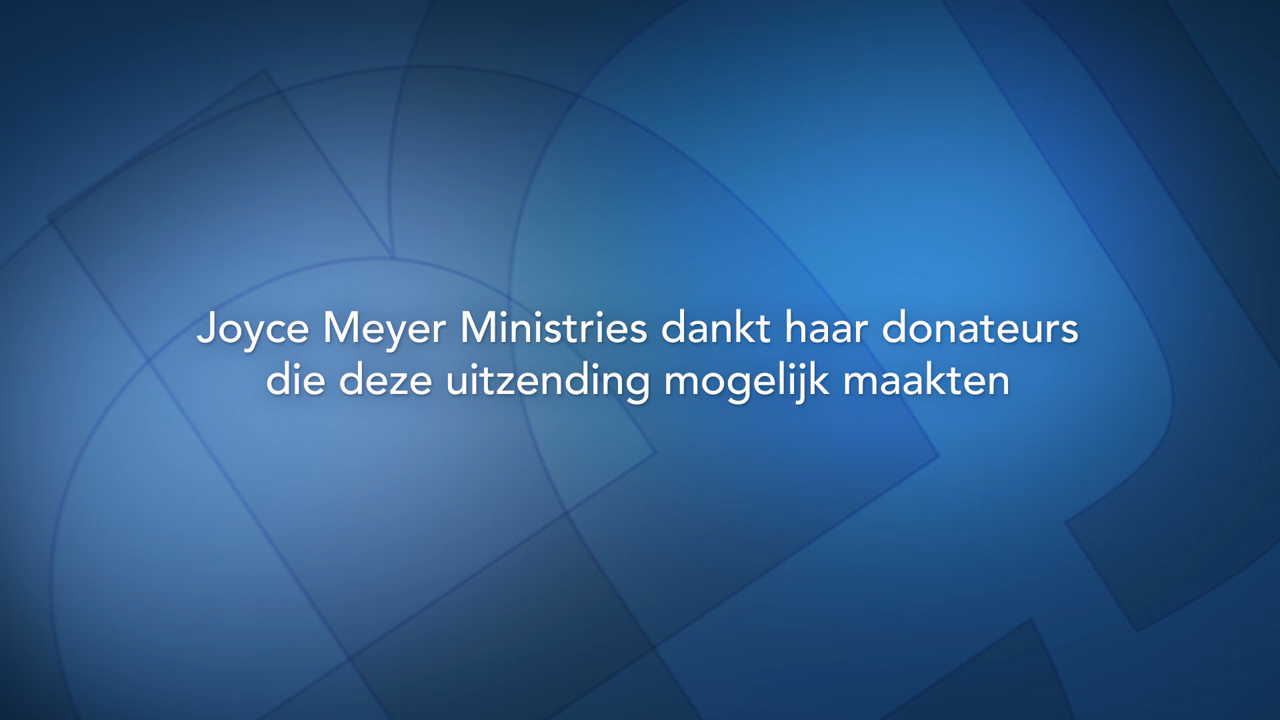 Joyce Meyer Ministries dankt haar donateurs
die deze uitzending mogelijk maakten